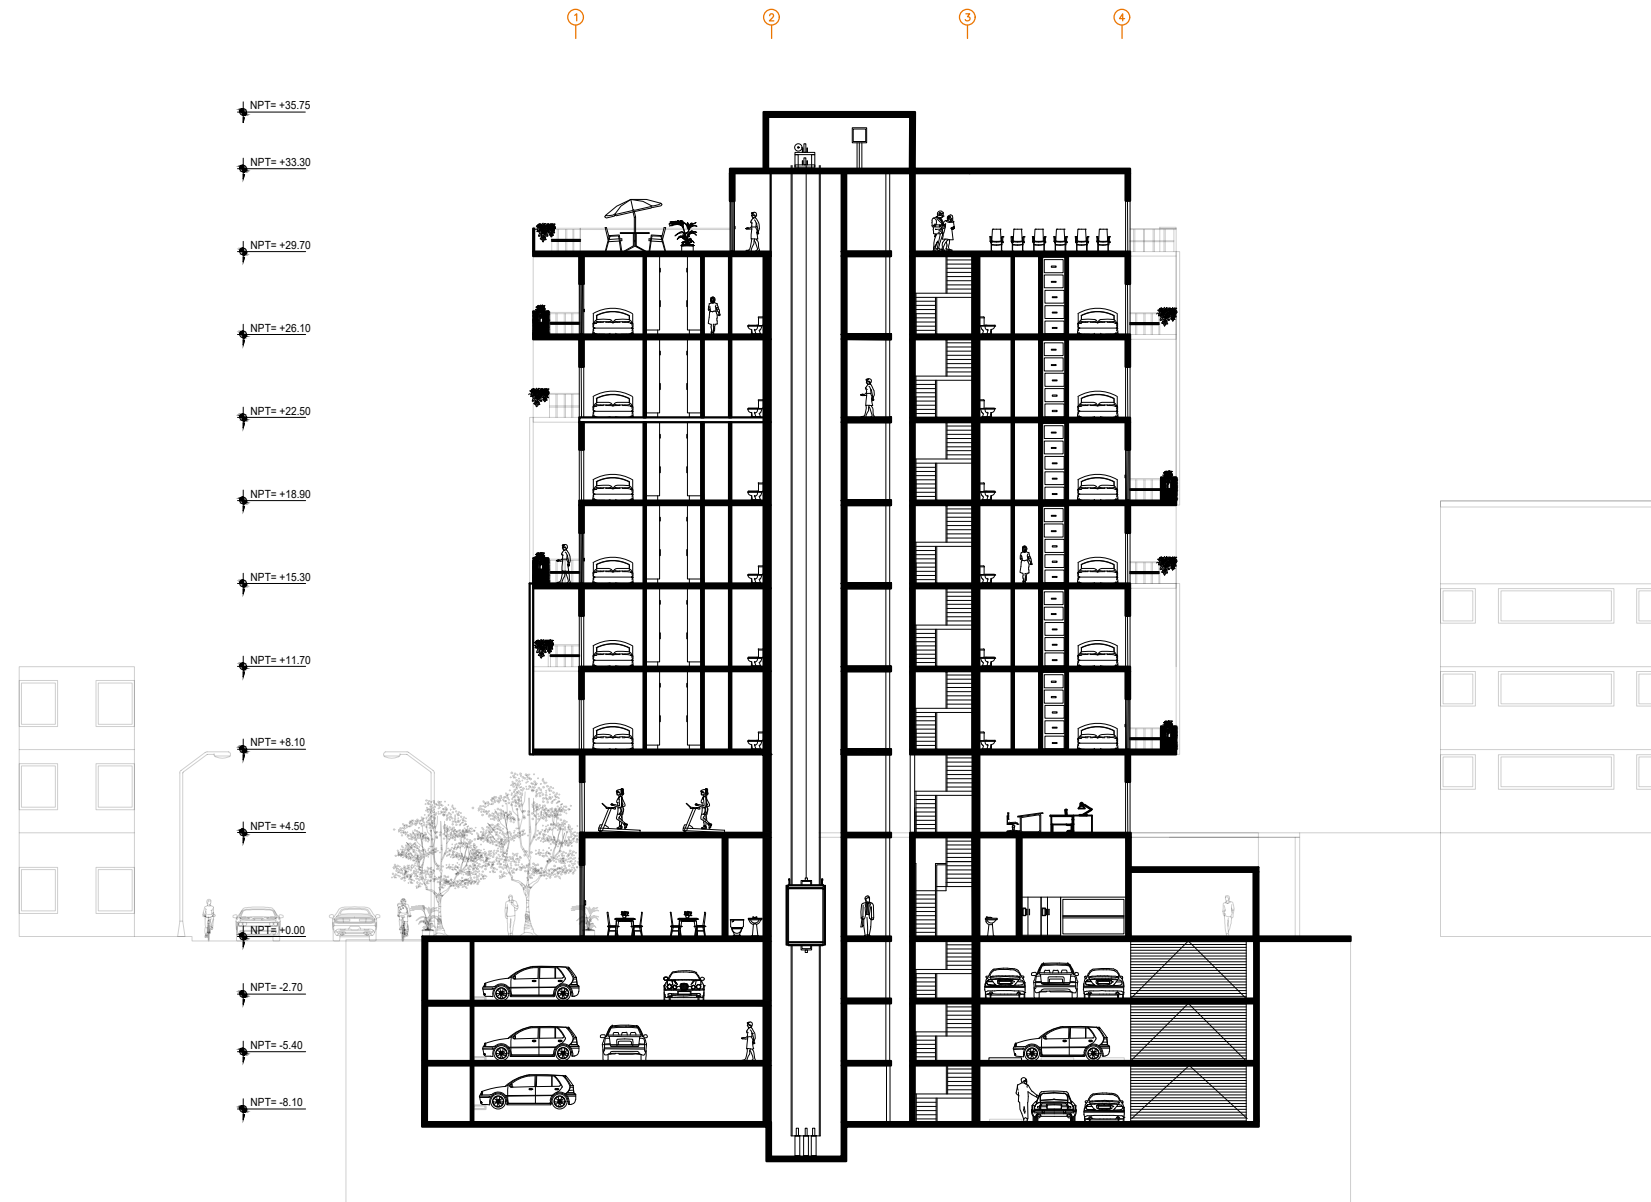 1 2 3 4
NPT= +35.75
NPT= +33.30
NPT= +29.70
NPT= +26.10
NPT= +22.50
NPT= +18.90
NPT= +15.30
NPT= +11.70
NPT= +8.10
NPT= +4.50
NPT= +0.00
NPT= -2.70
NPT= -5.40
NPT= -8.10